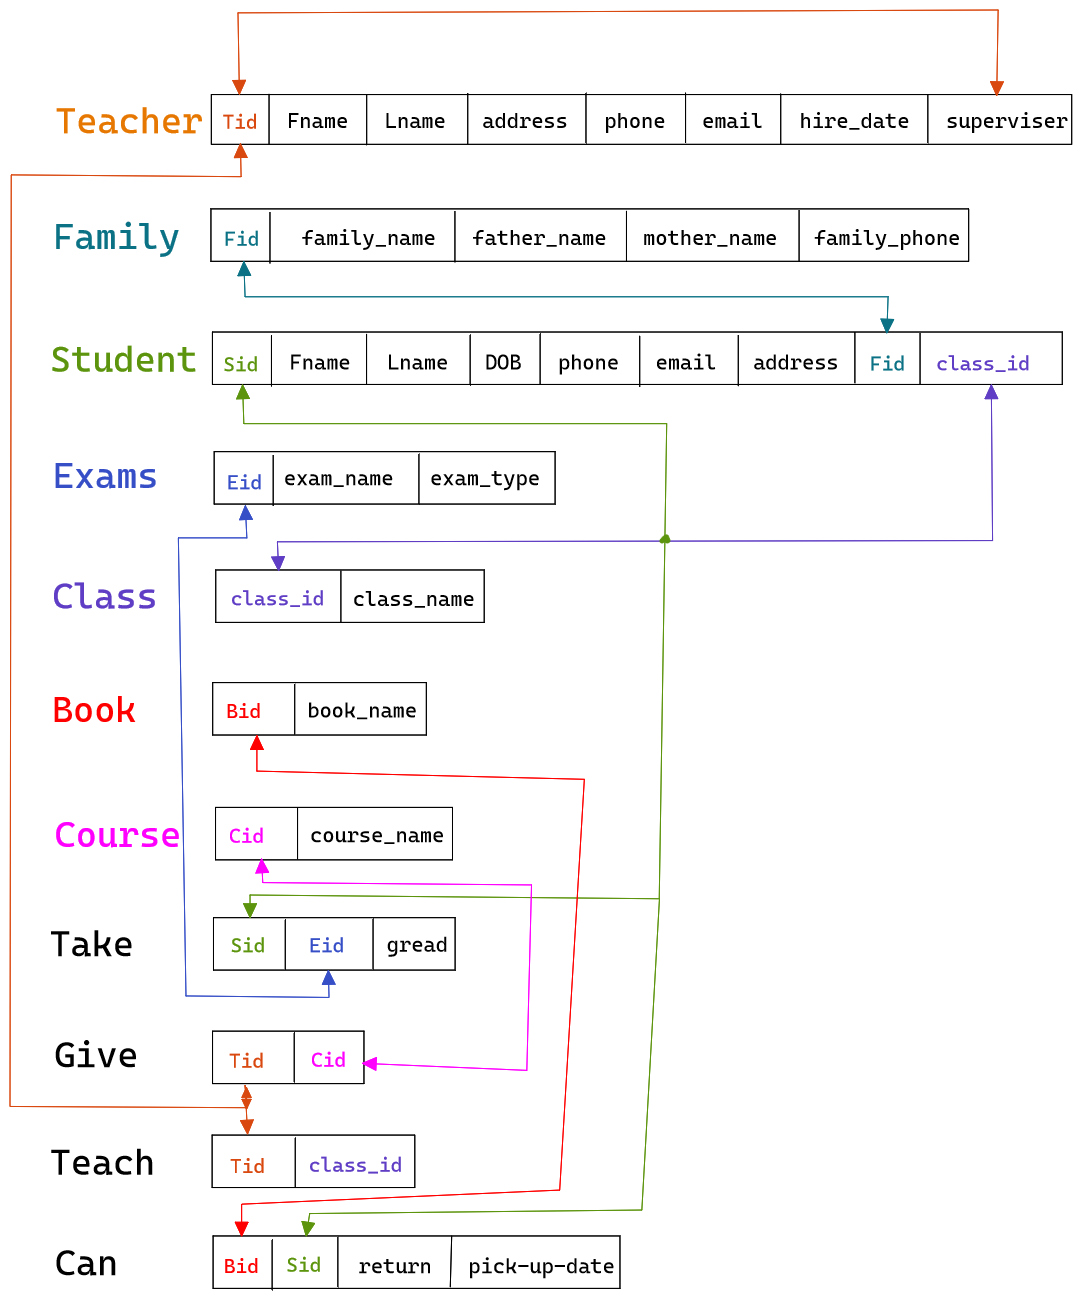 Teacher Tid Fname Lname address phone email hire_date superviser
Family Fid family_name father_name mother_name family_phone
Student Sid Fname Lname DOB phone email address Fid class_id
Exams Eid exam_name exam_type
Class class_id class_name
Book Bid book_name
Course Cid course_name
Take Sid Eid gread
Give Tid Cid
Teach Tid class_id
Can Bid Sid return pick-up-date